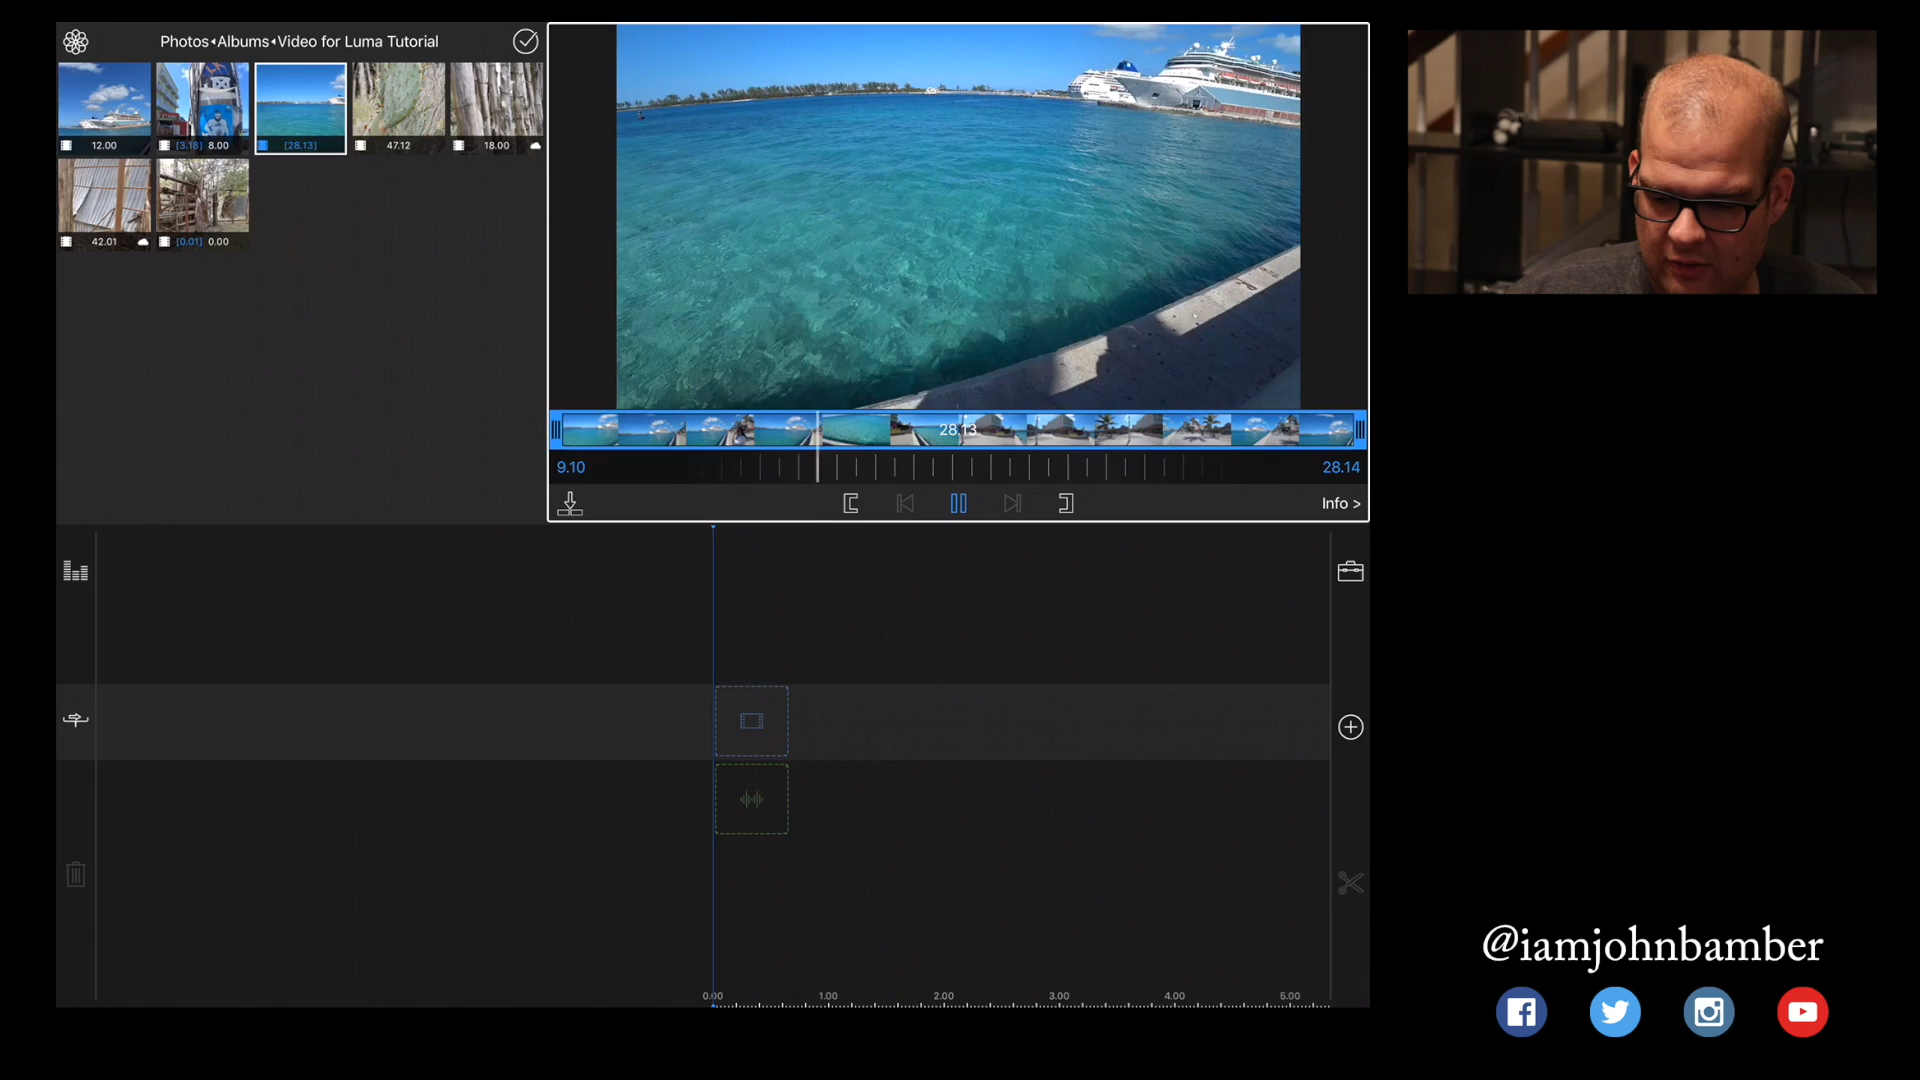 Photos◂Albums◂Video for Luma Tutorial
12.00
[3.18] 8.00
[28.13]
47.12
18.00
42.01
[0.01] 0.00
28.13
9.10
28.14
Info >
0.00 1.00 2.00 3.00 4.00 5.00
@iamjohnbamber